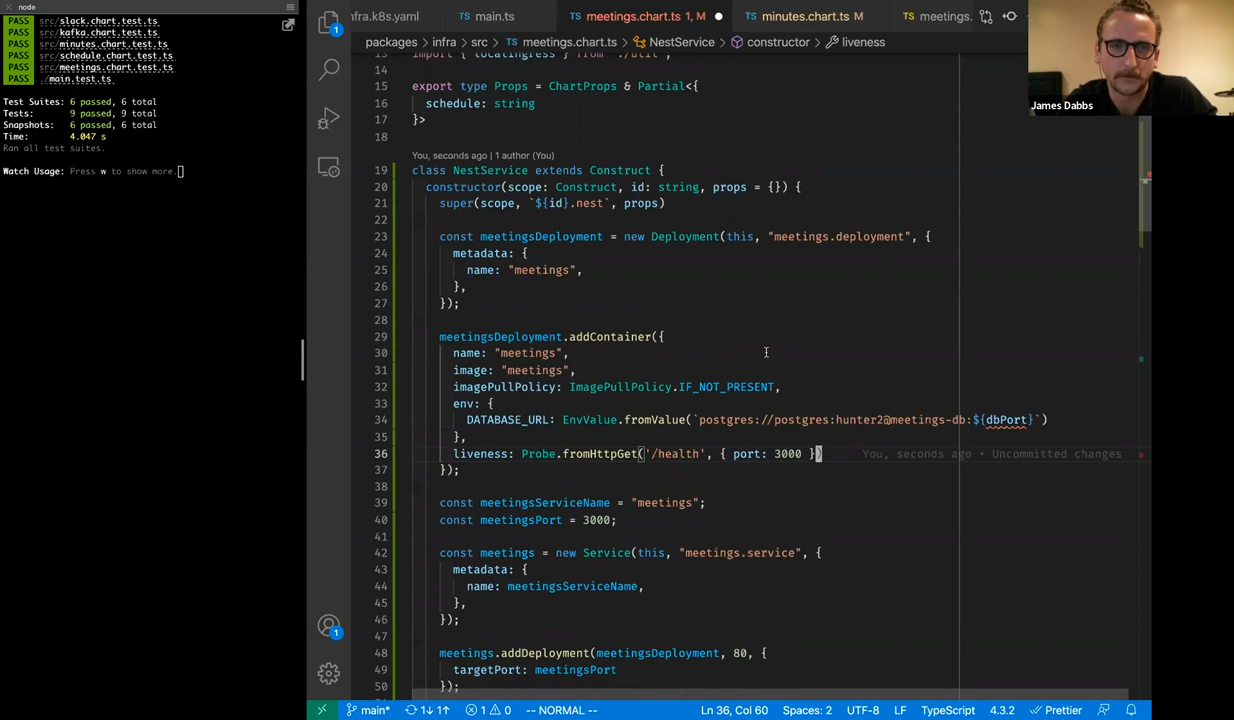 node
PASS src/slack.chart.test.ts
PASS src/kafka.chart.test.ts
PASS src/minutes.chart.test.ts
PASS src/schedule.chart.test.ts
PASS src/meetings.chart.test.ts
PASS ./main.test.ts
Test Suites: 6 passed, 6 total
Tests: 9 passed, 9 total
Snapshots: 6 passed, 6 total
Time: 4.047 s
Ran all test suites.
Watch Usage: Press w to show more.
nfra.k8s.yaml TS main.ts TS meetings.chart.ts 1, M TS minutes.chart.ts M TS meetings.
packages > infra > src > TS meetings.chart.ts > NestService > constructor > liveness
13 import { localIngress } from "./util";
14
15 export type Props = ChartProps & Partial<{
16 schedule: string
17 }>
18
You, seconds ago | 1 author (You)
19 class NestService extends Construct {
20 constructor(scope: Construct, id: string, props = {}) {
21 super(scope, `${id}.nest`, props)
22
23 const meetingsDeployment = new Deployment(this, "meetings.deployment", {
24 metadata: {
25 name: "meetings",
26 },
27 });
28
29 meetingsDeployment.addContainer({
30 name: "meetings",
31 image: "meetings",
32 imagePullPolicy: ImagePullPolicy.IF_NOT_PRESENT,
33 env: {
34 DATABASE_URL: EnvValue.fromValue(`postgres://postgres:hunter2@meetings-db:${dbPort}`)
35 },
36 liveness: Probe.fromHttpGet('/health', { port: 3000 }) You, seconds ago • Uncommitted changes
37 });
38
39 const meetingsServiceName = "meetings";
40 const meetingsPort = 3000;
41
42 const meetings = new Service(this, "meetings.service", {
43 metadata: {
44 name: meetingsServiceName,
45 },
46 });
47
48 meetings.addDeployment(meetingsDeployment, 80, {
49 targetPort: meetingsPort
50 });
James Dabbs
1
1
main* 1↓ 1↑ 1 0 -- NORMAL -- Ln 36, Col 60 Spaces: 2 UTF-8 LF TypeScript 4.3.2 Prettier